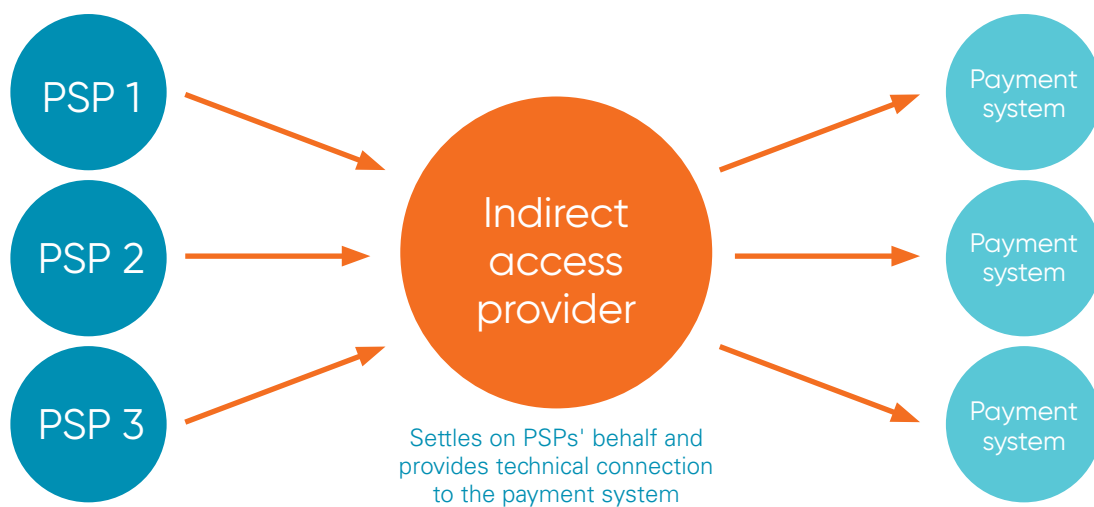 PSP 1
PSP 2
PSP 3
Indirect
access
provider
Settles on PSPs' behalf and
provides technical connection
to the payment system
Payment
system
Payment
system
Payment
system